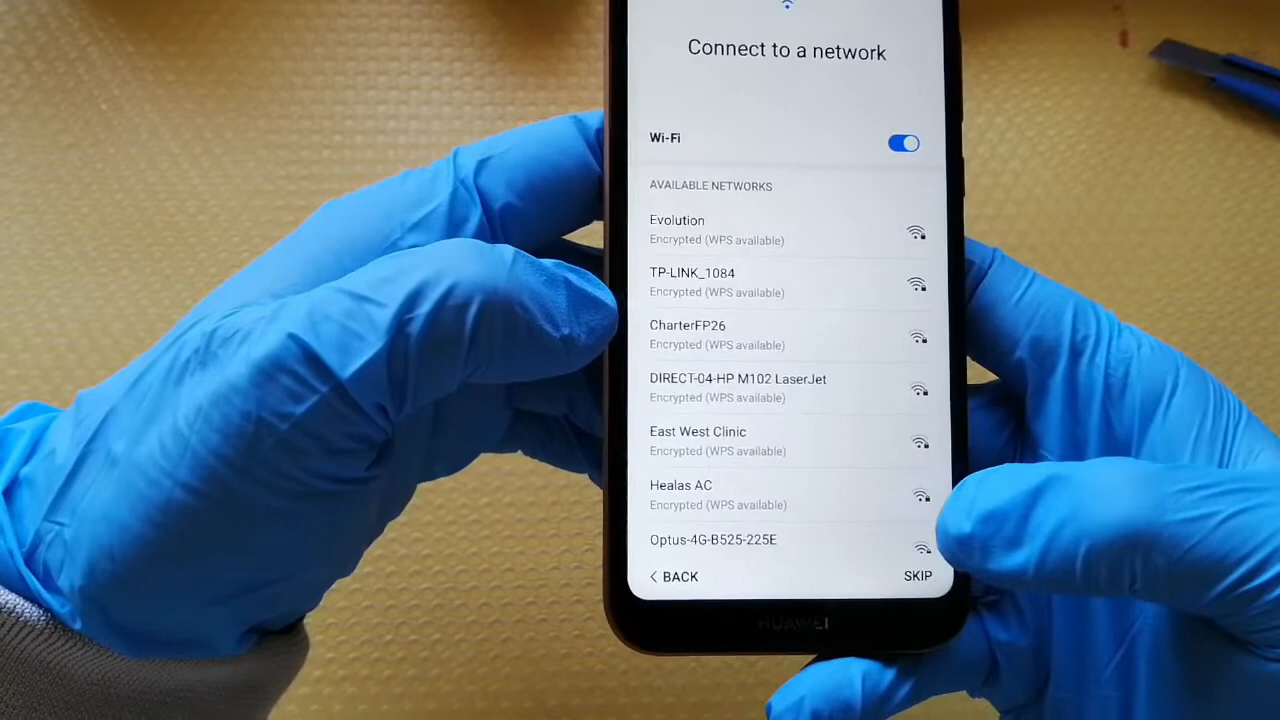 Connect to a network
Wi-Fi
AVAILABLE NETWORKS
Evolution
Encrypted (WPS available)
TP-LINK_1084
Encrypted (WPS available)
CharterFP26
Encrypted (WPS available)
DIRECT-04-HP M102 LaserJet
Encrypted (WPS available)
East West Clinic
Encrypted (WPS available)
Healas AC
Encrypted (WPS available)
Optus-4G-B525-225E
BACK SKIP
HUAWEI